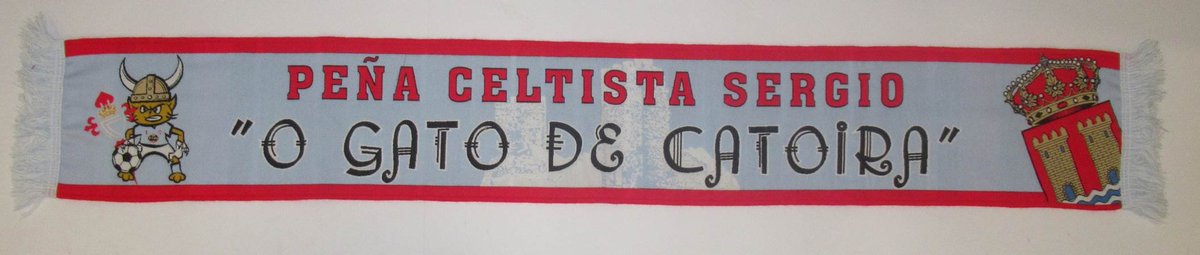 PEÑA CELTISTA SERGIO
"O GATO DE CATOIRA"